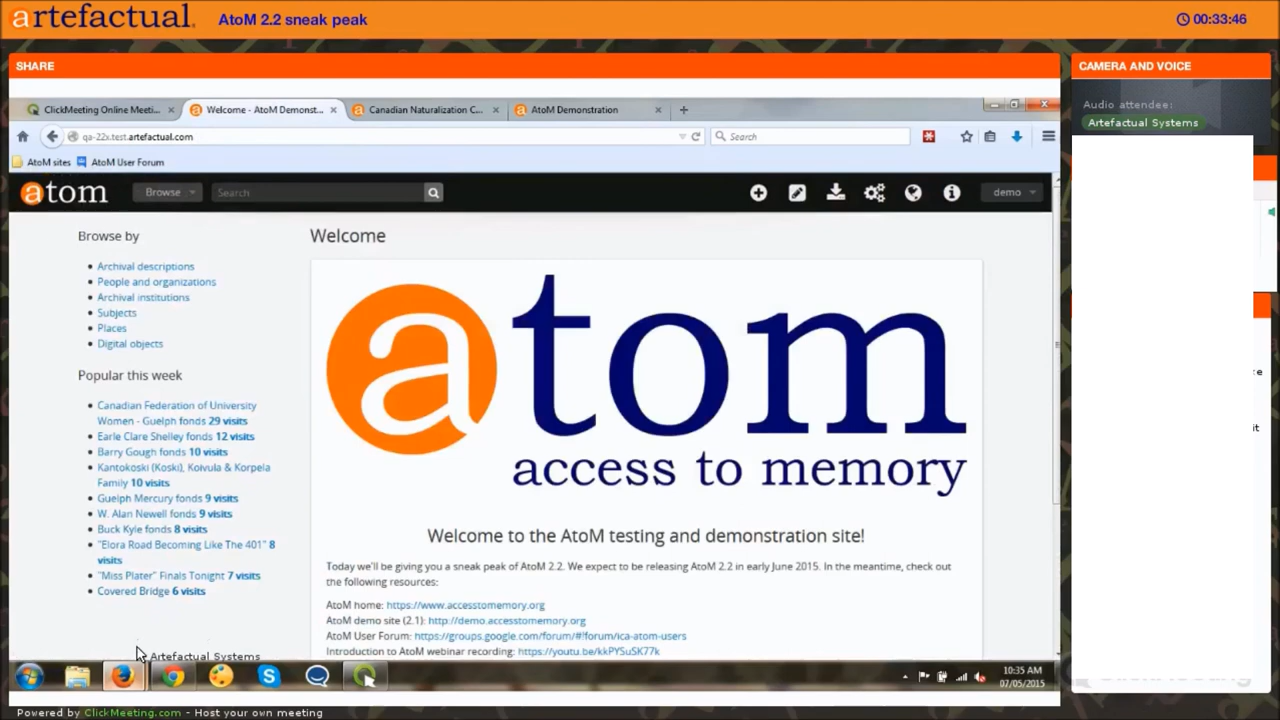 artefactual.
AtoM 2.2 sneak peak
00:33:46
SHARE
CAMERA AND VOICE
Audio attendee:
Artefactual Systems
ClickMeeting Online Meeti...
Welcome - AtoM Demonst...
Canadian Naturalization C...
AtoM Demonstration
qa-22x.test.artefactual.com
Search
AtoM sites
AtoM User Forum
atom
Browse
Search
demo
Browse by
Archival descriptions
People and organizations
Archival institutions
Subjects
Places
Digital objects
Popular this week
Canadian Federation of University
Women - Guelph fonds 29 visits
Earle Clare Shelley fonds 12 visits
Barry Gough fonds 10 visits
Kantokoski (Koski), Koivula & Korpela
Family 10 visits
Guelph Mercury fonds 9 visits
W. Alan Newell fonds 9 visits
Buck Kyle fonds 8 visits
"Elora Road Becoming Like The 401" 8
visits
"Miss Plater" Finals Tonight 7 visits
Covered Bridge 6 visits
Welcome
atom
access to memory
Welcome to the AtoM testing and demonstration site!
Today we'll be giving you a sneak peak of AtoM 2.2. We expect to be releasing AtoM 2.2 in early June 2015. In the meantime, check out
the following resources:
AtoM home: https://www.accesstomemory.org
AtoM demo site (2.1): http://demo.accesstomemory.org
AtoM User Forum: https://groups.google.com/forum/#!forum/ica-atom-users
Introduction to AtoM webinar recording: https://youtu.be/kkPYSuSK77k
Artefactual Systems
10:35 AM
07/05/2015
Powered by ClickMeeting.com - Host your own meeting